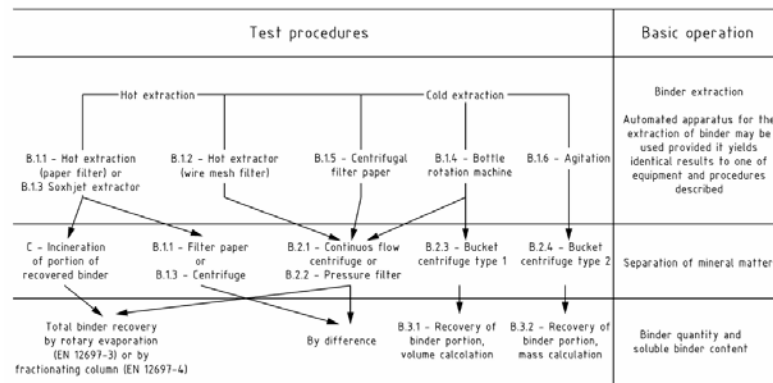 Test procedures
Basic operation
Hot extraction
Cold extraction
Binder extraction
Automated apparatus for the
extraction of binder may be
used provided it yields
identical results to one of
equipment and procedures
described
B.1.1 - Hot extraction
(paper filter) or
B.1.3 Soxhjet extractor
B.1.2 - Hot extractor
(wire mesh filter)
B.1.5 - Centrifugal
filter paper
B.1.4 - Bottle
rotation machine
B.1.6 - Agitation
C - Incineration
of portion of
recovered binder
B.1.1 - Filter paper
or
B.1.3 - Centrifuge
B.2.1 - Continuos flow
centrifuge or
B.2.2 - Pressure filter
B.2.3 - Bucket
centrifuge type 1
B.2.4 - Bucket
centrifuge type 2
Separation of mineral matter
Total binder recovery
by rotary evaporation
(EN 12697-3) or by
fractionating column (EN 12697-4)
By difference
B.3.1 - Recovery of
binder portion,
volume calcolation
B.3.2 - Recovery of
binder portion,
mass calculation
Binder quantity and
soluble binder content